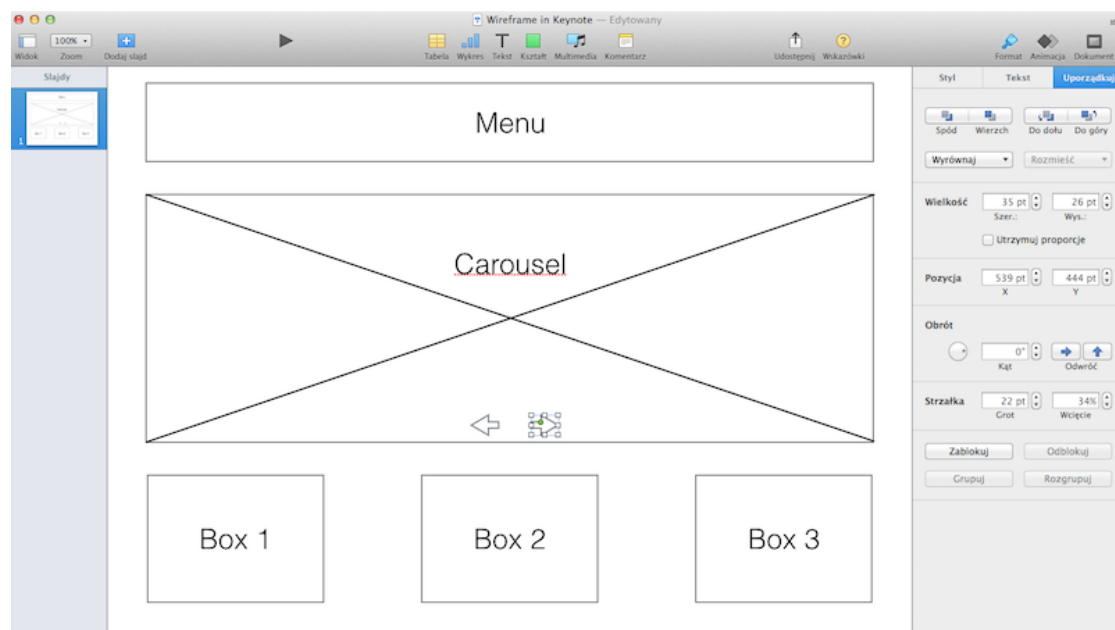 Wireframe in Keynote — Edytowany
100%
Widok Zoom Dodaj slajd Tabela Wykres Tekst Kształt Multimedia Komentarz Udostępnij Wskazówki Format Animacja Dokument
Slajdy
Styl Tekst Uporządkuj
1
Menu
Carousel
Box 1 Box 2 Box 3
Spód Wierzch Do dołu Do góry
Wyrównaj Rozmieść
Wielkość 35 pt 26 pt
Szer.: Wys.:
Utrzymuj proporcje
Pozycja 539 pt 444 pt
X Y
Obrót
0°
Kąt Odwróć
Strzałka 22 pt 34%
Grot Wcięcie
Zablokuj Odblokuj
Grupuj Rozgrupuj